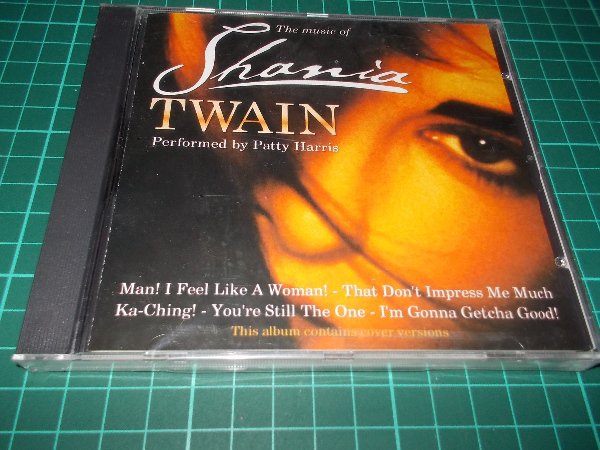 The music of
Shania
TWAIN
Performed by Patty Harris
Man! I Feel Like A Woman! - That Don't Impress Me Much
Ka-Ching! - You're Still The One - I'm Gonna Getcha Good!
This album contains cover versions